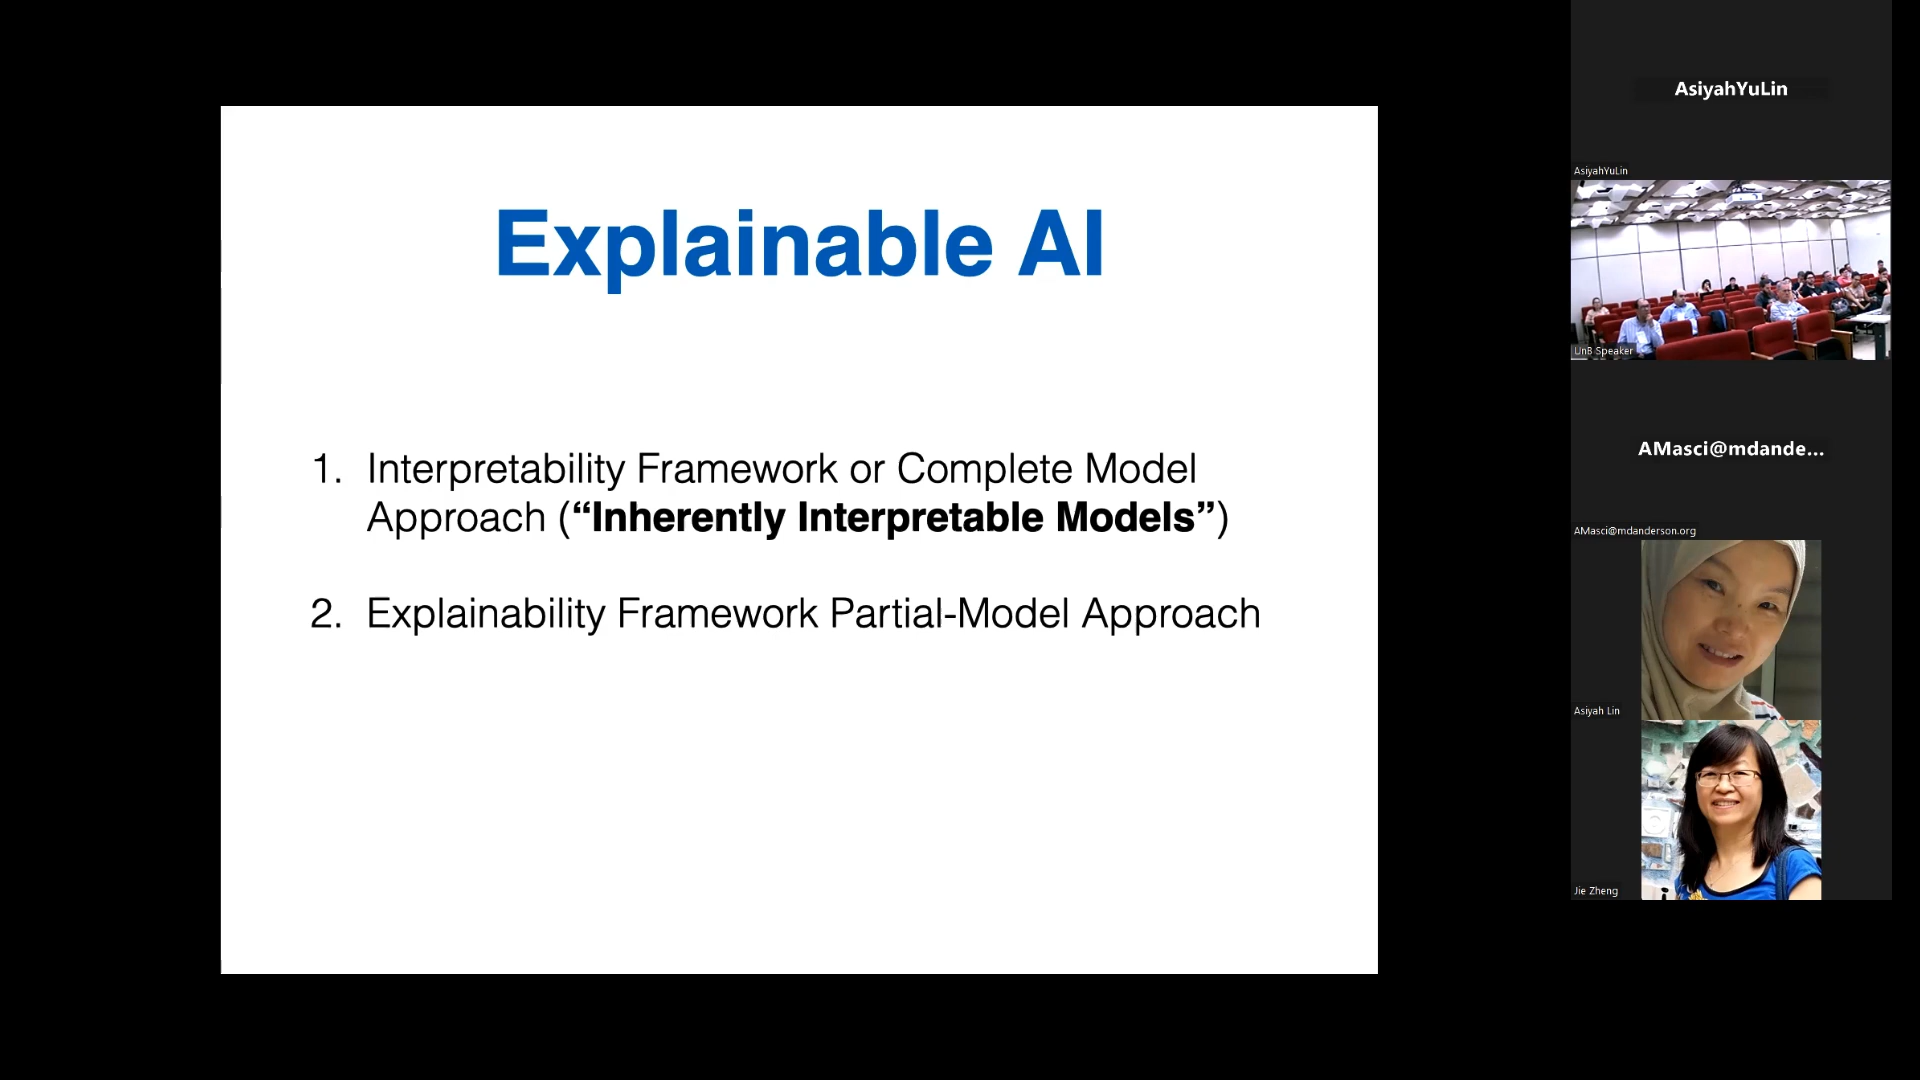 Explainable AI
1. Interpretability Framework or Complete Model
Approach (“Inherently Interpretable Models”)
2. Explainability Framework Partial-Model Approach
AsiyahYuLin
AsiyahYuLin
UnB Speaker
AMasci@mdande...
AMasci@mdanderson.org
Asiyah Lin
Jie Zheng